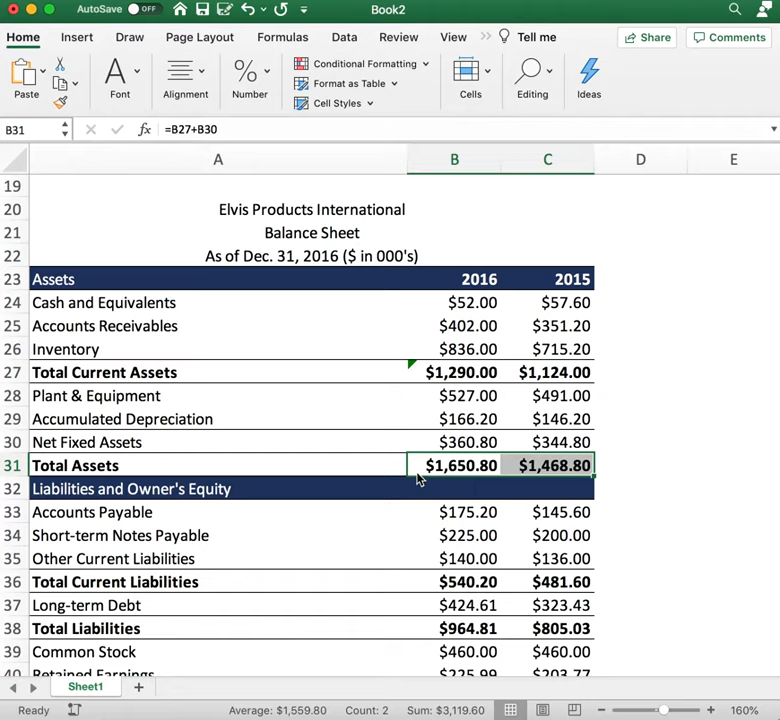 AutoSave OFF Book2
Home Insert Draw Page Layout Formulas Data Review View Tell me Share Comments
Paste Font Alignment Number Conditional Formatting Format as Table Cell Styles Cells Editing Ideas
B31 fx =B27+B30
A B C D E
19
20 Elvis Products International
21 Balance Sheet
22 As of Dec. 31, 2016 ($ in 000's)
23 Assets 2016 2015
24 Cash and Equivalents $52.00 $57.60
25 Accounts Receivables $402.00 $351.20
26 Inventory $836.00 $715.20
27 Total Current Assets $1,290.00 $1,124.00
28 Plant & Equipment $527.00 $491.00
29 Accumulated Depreciation $166.20 $146.20
30 Net Fixed Assets $360.80 $344.80
31 Total Assets $1,650.80 $1,468.80
32 Liabilities and Owner's Equity
33 Accounts Payable $175.20 $145.60
34 Short-term Notes Payable $225.00 $200.00
35 Other Current Liabilities $140.00 $136.00
36 Total Current Liabilities $540.20 $481.60
37 Long-term Debt $424.61 $323.43
38 Total Liabilities $964.81 $805.03
39 Common Stock $460.00 $460.00
40 Retained Earnings $225.99 $203.77
Sheet1
Ready Average: $1,559.80 Count: 2 Sum: $3,119.60 160%